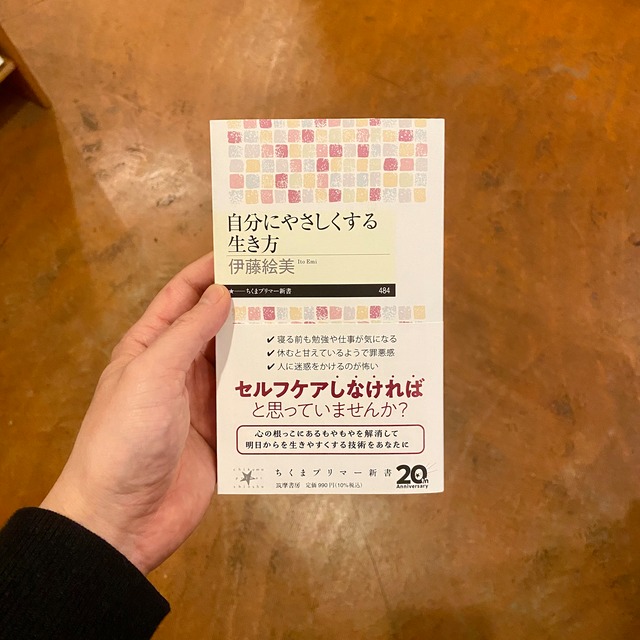 自分にやさしくする
生き方
伊藤絵美 Ito Emi
★――ちくまプリマー新書 484
✔ 寝る前も勉強や仕事が気になる
✔ 休むと甘えているようで罪悪感
✔ 人に迷惑をかけるのが怖い
セルフケアしなければ
と思っていませんか?
心の根っこにあるもやもやを解消して
明日からを生きやすくする技術をあなたに
ちくまプリマー新書
20th
Anniversary
筑摩書房 定価990円(10%税込)